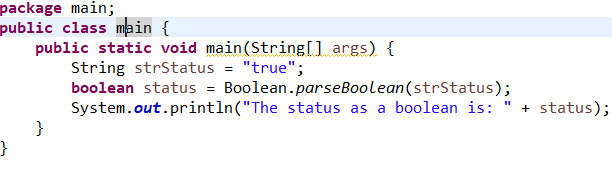 package main;
public class main {
    public static void main(String[] args) {
        String strStatus = "true";
        boolean status = Boolean.parseBoolean(strStatus);
        System.out.println("The status as a boolean is: " + status);
    }
}